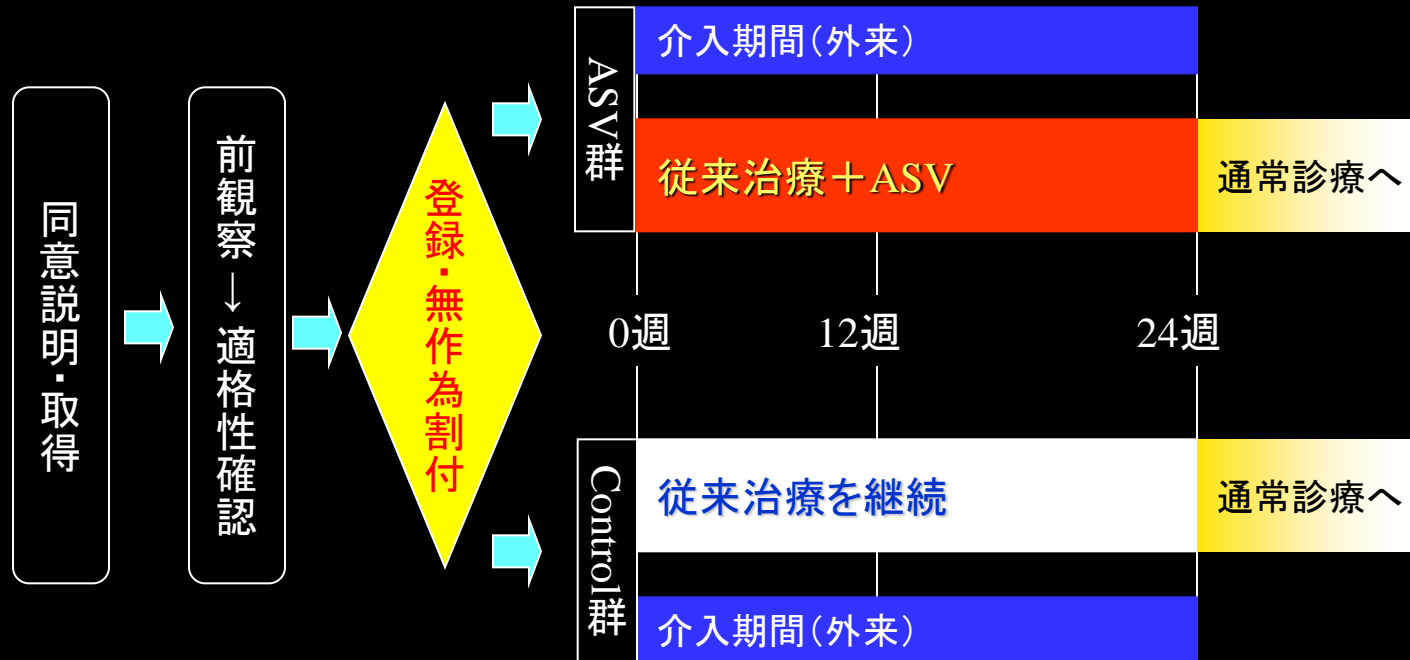 同意説明・取得
前観察→適格性確認
登録・無作為割付
ASV群
介入期間(外来)
従来治療+ASV
通常診療へ
0週
12週
24週
Control群
従来治療を継続
通常診療へ
介入期間(外来)